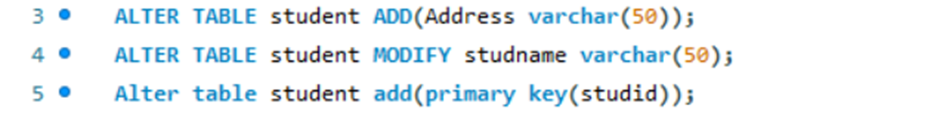 3 ALTER TABLE student ADD(Address varchar(50));
4 ALTER TABLE student MODIFY studname varchar(50);
5 Alter table student add(primary key(studid));